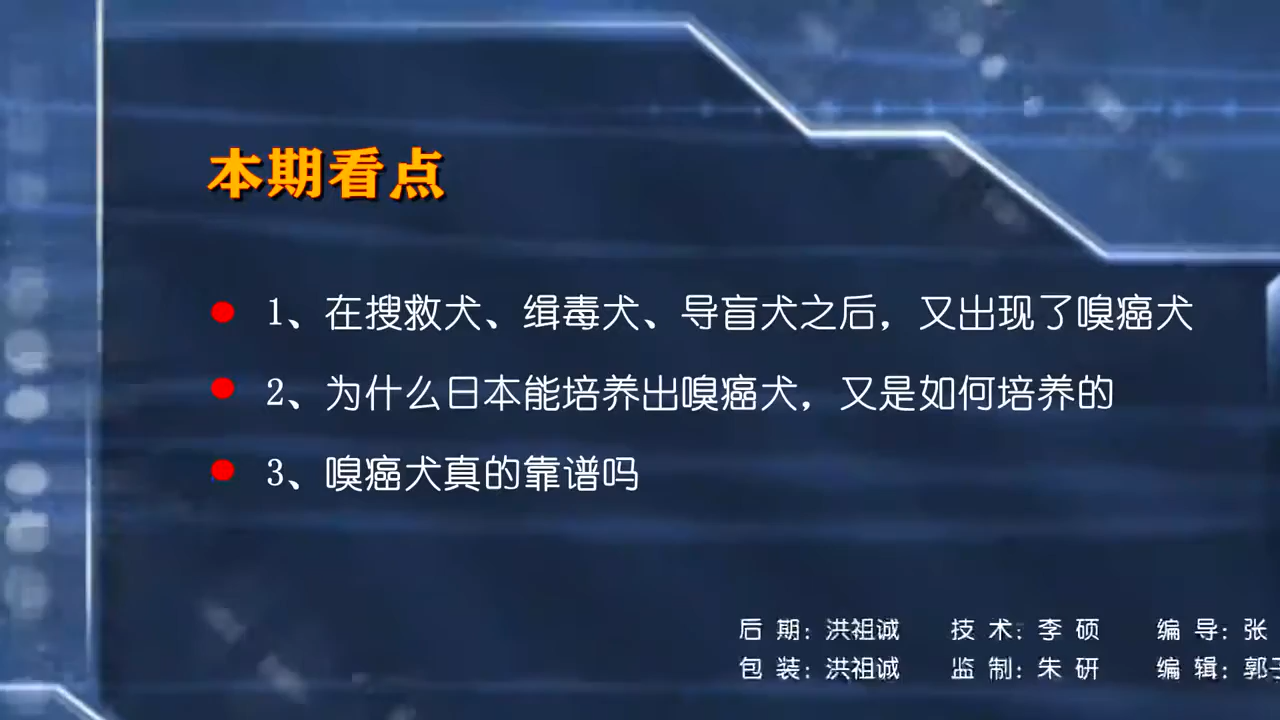 本期看点
1、在搜救犬、缉毒犬、导盲犬之后，又出现了嗅癌犬
2、为什么日本能培养出嗅癌犬，又是如何培养的
3、嗅癌犬真的靠谱吗
后 期：洪祖诚 技 术：李 硕 编 导：张
包 装：洪祖诚 监 制：朱 研 编 辑：郭